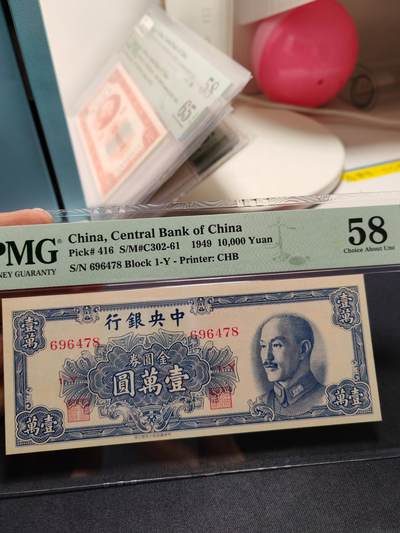 58
65
PMG
NEY GUARANTY
China, Central Bank of China
Pick# 416 S/M#C302-61 1949 10,000 Yuan
S/N 696478 Block 1-Y - Printer: CHB
58
Choice About Unc
壹萬
行銀央中
696478
696478
券圓金
圓萬壹
萬壹
萬壹